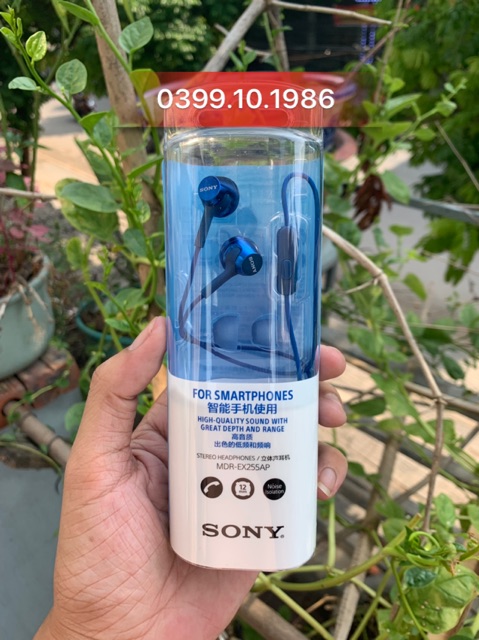 0399.10.1986
SONY
SONY
FOR SMARTPHONES
智能手机使用
HIGH-QUALITY SOUND WITH
GREAT DEPTH AND RANGE
高音质
出色的低频和频响
STEREO HEADPHONES / 立体声耳机
MDR-EX255AP
12
Noise
Isolation
SONY